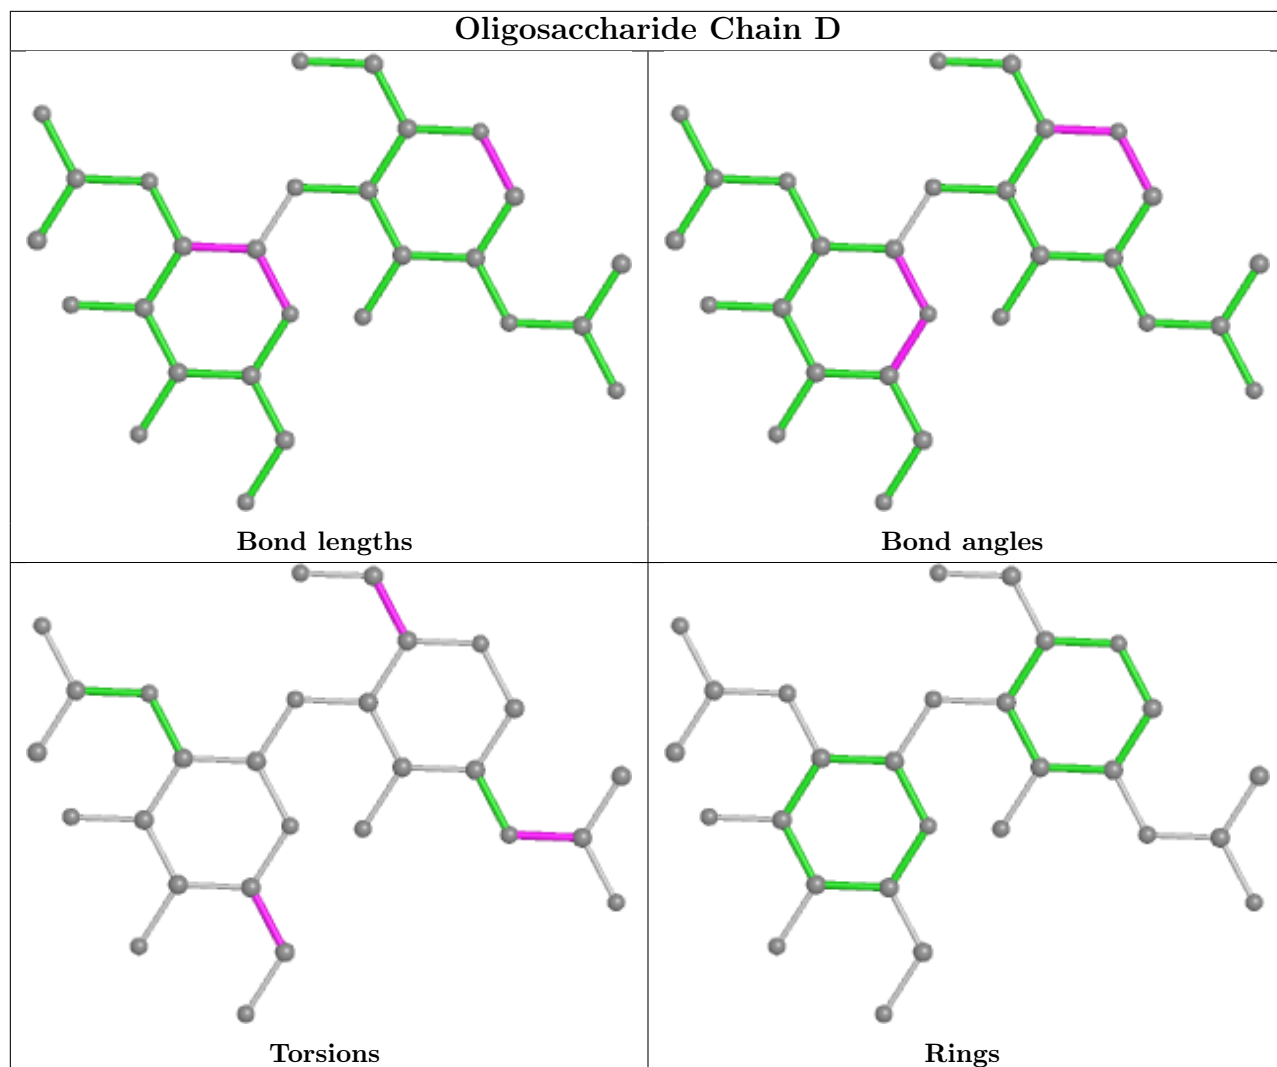 Oligosaccharide Chain D
Bond lengths
Bond angles
Torsions
Rings